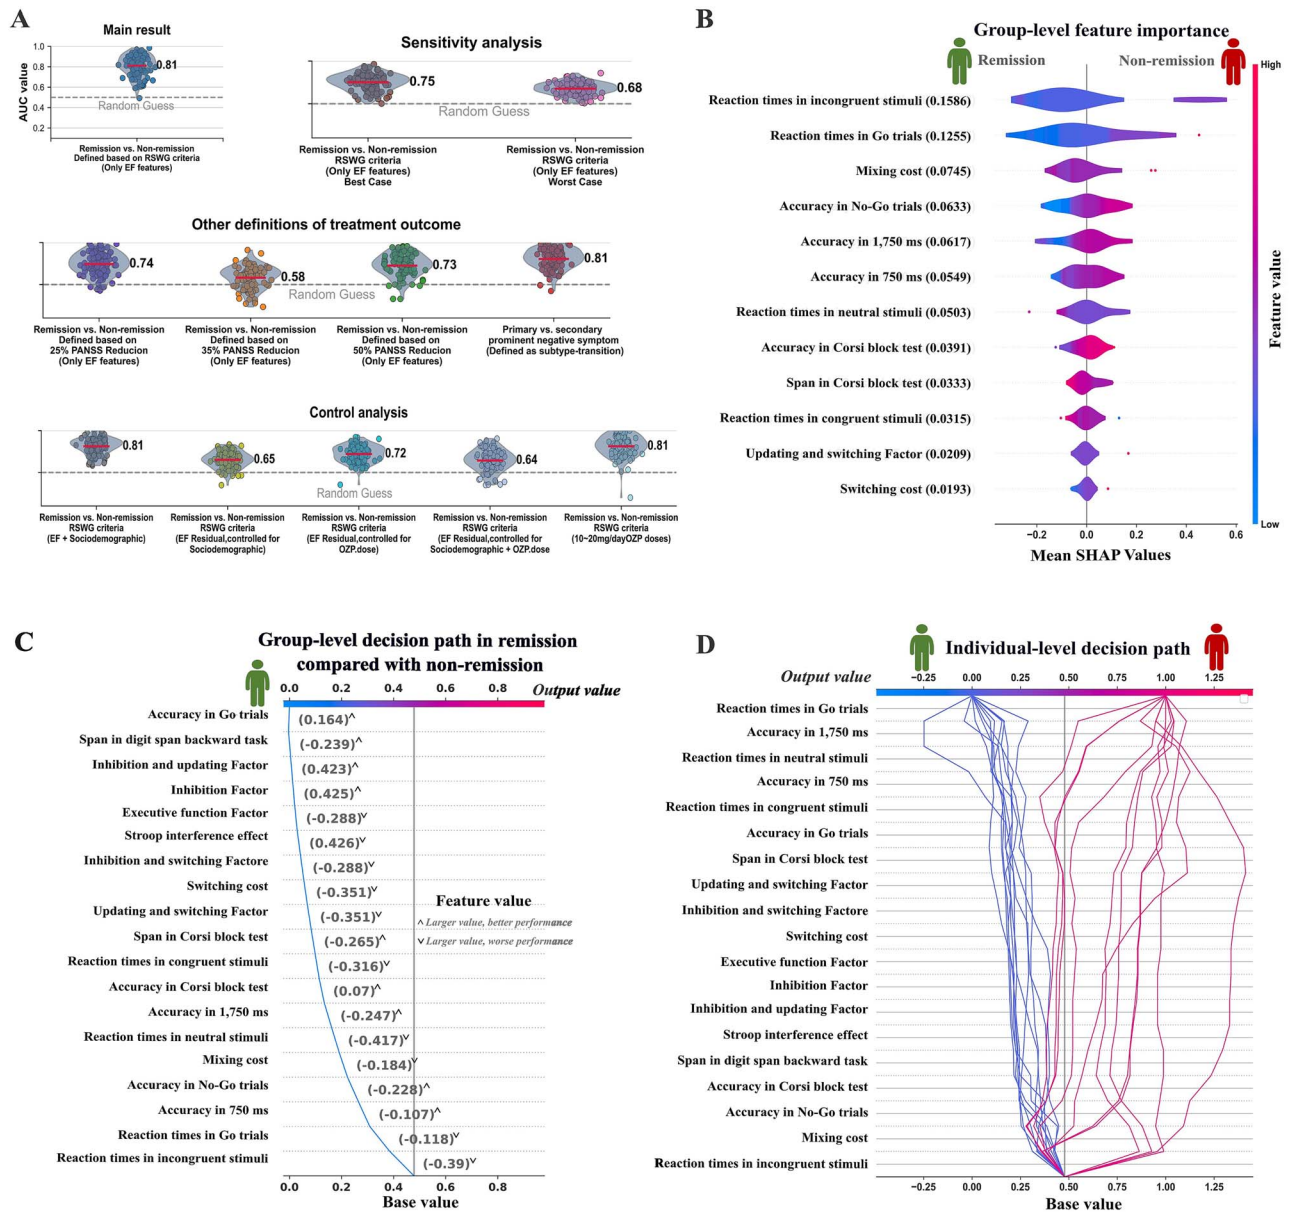 A
Main result
AUC value
1.0
0.8
0.6
0.4
0.2
0.81
Random Guess
Remission vs. Non-remission
Defined based on RSWG criteria
(Only EF features)
Sensitivity analysis
0.75
0.68
Random Guess
Remission vs. Non-remission
RSWG criteria
(Only EF features)
Best Case
Remission vs. Non-remission
RSWG criteria
(Only EF features)
Worst Case
Other definitions of treatment outcome
0.74
0.58
0.73
0.81
Random Guess
Remission vs. Non-remission
Defined based on
25% PANSS Reducion
(Only EF features)
Remission vs. Non-remission
Defined based on
35% PANSS Reducion
(Only EF features)
Remission vs. Non-remission
Defined based on
50% PANSS Reducion
(Only EF features)
Primary vs. secondary
prominent negative symptom
(Defined as subtype-transition)
Control analysis
0.81
0.65
0.72
0.64
0.81
Random Guess
Remission vs. Non-remission
RSWG criteria
(EF + Sociodemographic)
Remission vs. Non-remission
RSWG criteria
(EF Residual,controlled for
Sociodemographic)
Remission vs. Non-remission
RSWG criteria
(EF Residual,controlled for
OZP.dose)
Remission vs. Non-remission
RSWG criteria
(EF Residual,controlled for
Sociodemographic + OZP.dose
Remission vs. Non-remission
RSWG criteria
(10~20mg/dayOZP doses)
B
Group-level feature importance
Remission
Non-remission
High
Reaction times in incongruent stimuli (0.1586)
Reaction times in Go trials (0.1255)
Mixing cost (0.0745)
Accuracy in No-Go trials (0.0633)
Accuracy in 1,750 ms (0.0617)
Accuracy in 750 ms (0.0549)
Reaction times in neutral stimuli (0.0503)
Accuracy in Corsi block test (0.0391)
Span in Corsi block test (0.0333)
Reaction times in congruent stimuli (0.0315)
Updating and switching Factor (0.0209)
Switching cost (0.0193)
Feature value
Low
−0.2 0.0 0.2 0.4 0.6
Mean SHAP Values
C
Group-level decision path in remission
compared with non-remission
0.0 0.2 0.4 0.6 0.8
Output value
Accuracy in Go trials (0.164)^
Span in digit span backward task (-0.239)^
Inhibition and updating Factor (0.423)^
Inhibition Factor (0.425)^
Executive function Factor (-0.288)˅
Stroop interference effect (0.426)˅
Inhibition and switching Factore (-0.288)˅
Switching cost (-0.351)˅
Updating and switching Factor (-0.351)˅
Span in Corsi block test (-0.265)^
Reaction times in congruent stimuli (-0.316)˅
Accuracy in Corsi block test (0.07)^
Accuracy in 1,750 ms (-0.247)^
Reaction times in neutral stimuli (-0.417)˅
Mixing cost (-0.184)˅
Accuracy in No-Go trials (-0.228)^
Accuracy in 750 ms (-0.107)^
Reaction times in Go trials (-0.118)˅
Reaction times in incongruent stimuli (-0.39)˅
Feature value
^ Larger value, better performance
˅ Larger value, worse performance
0.0 0.2 0.4 0.6 0.8
Base value
D
Individual-level decision path
Output value
−0.25 0.00 0.25 0.50 0.75 1.00 1.25
Reaction times in Go trials
Accuracy in 1,750 ms
Reaction times in neutral stimuli
Accuracy in 750 ms
Reaction times in congruent stimuli
Accuracy in Go trials
Span in Corsi block test
Updating and switching Factor
Inhibition and switching Factore
Switching cost
Executive function Factor
Inhibition Factor
Inhibition and updating Factor
Stroop interference effect
Span in digit span backward task
Accuracy in Corsi block test
Accuracy in No-Go trials
Mixing cost
Reaction times in incongruent stimuli
−0.25 0.00 0.25 0.50 0.75 1.00 1.25
Base value